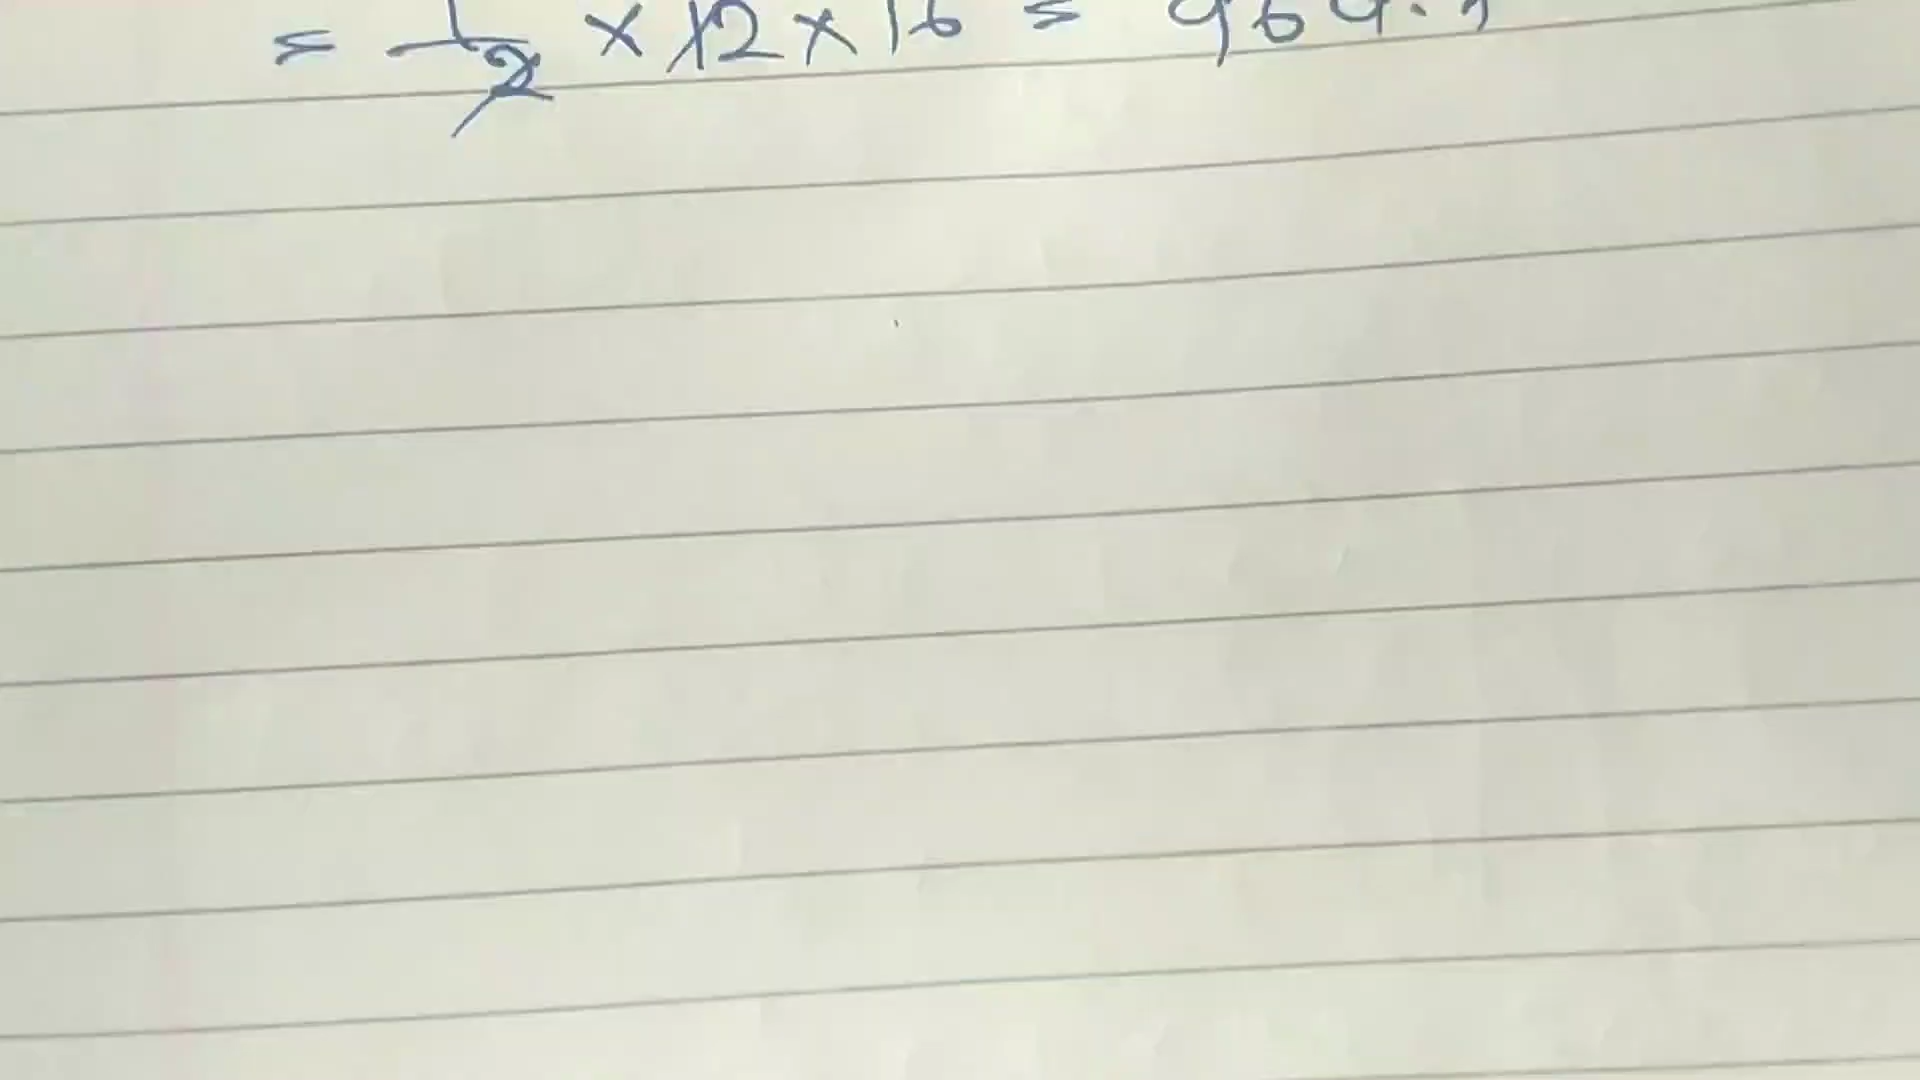 = 1/2 × 12 × 16 = 96